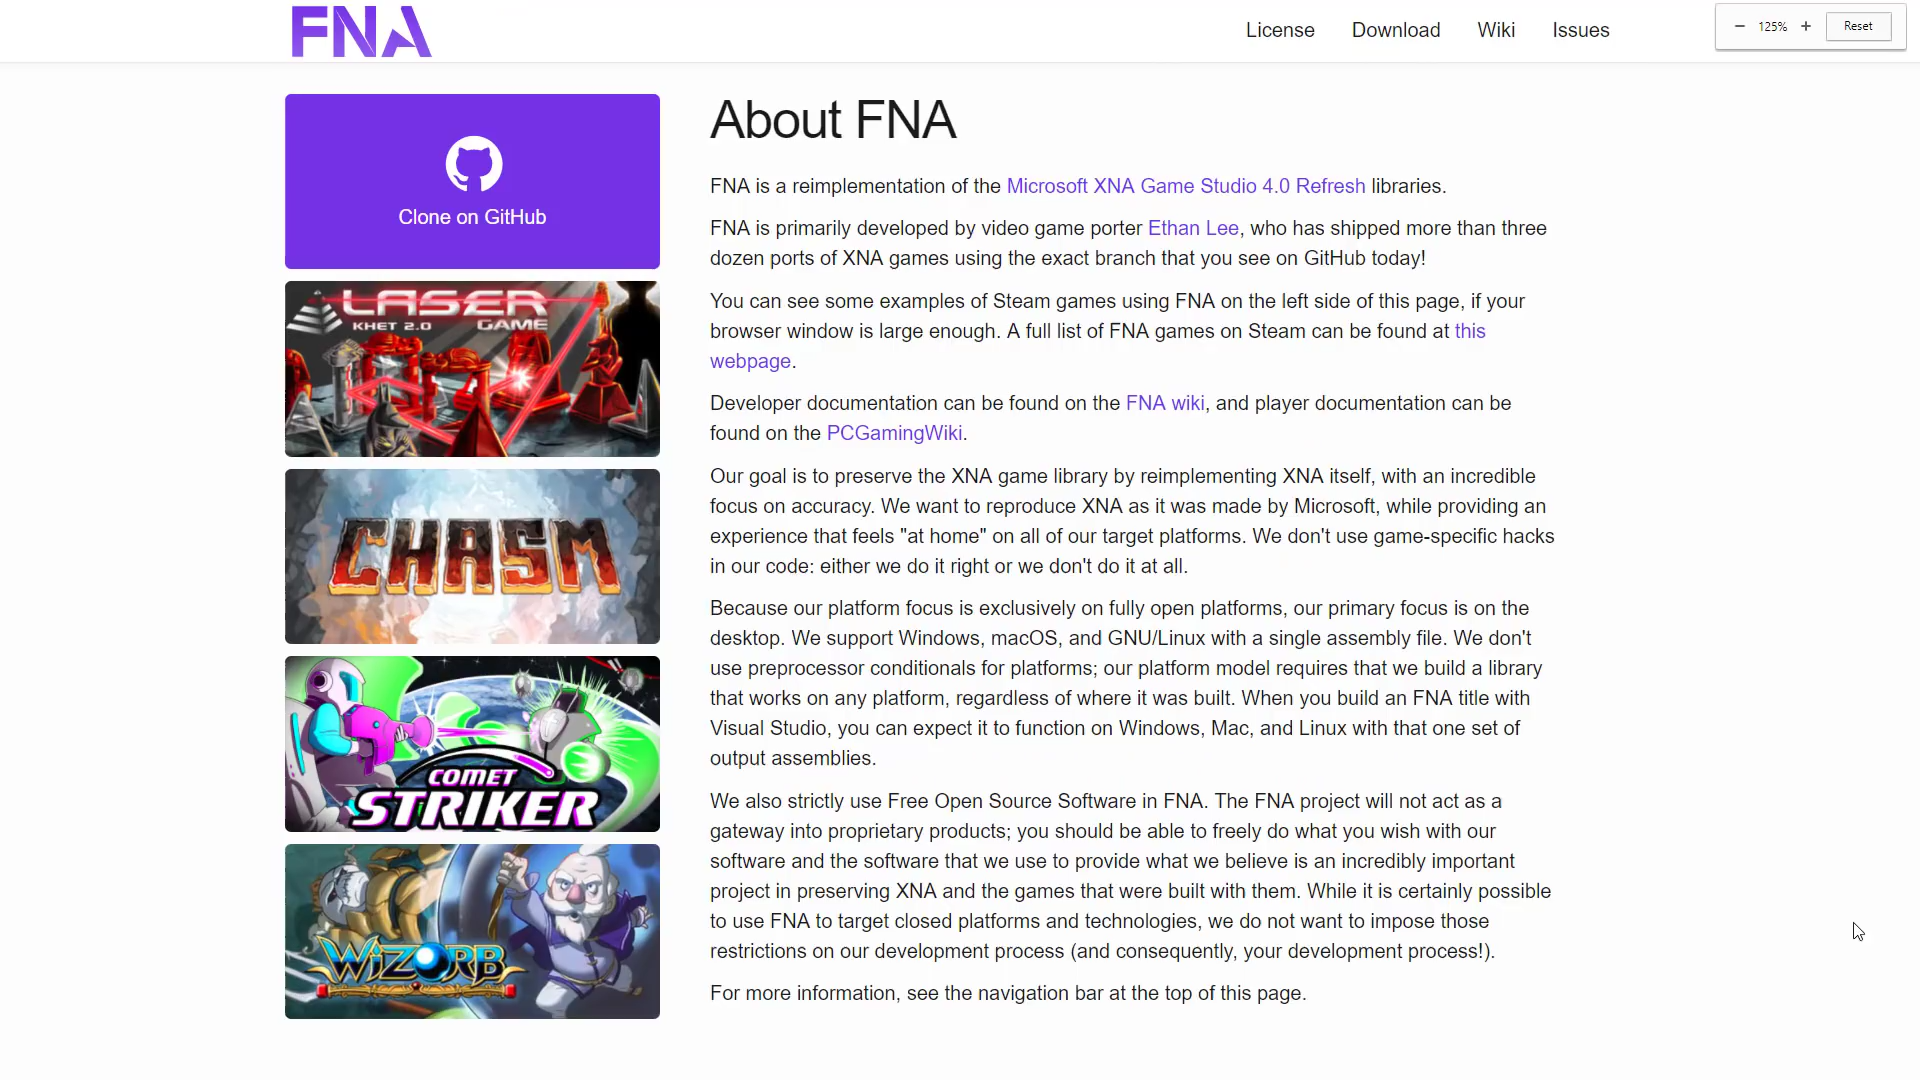 FNA
License
Download
Wiki
Issues
125%
Reset
Clone on GitHub
LASER
KHET 2.0 GAME
CHASM
COMET
STRIKER
WIZORB
About FNA
FNA is a reimplementation of the Microsoft XNA Game Studio 4.0 Refresh libraries.
FNA is primarily developed by video game porter Ethan Lee, who has shipped more than three
dozen ports of XNA games using the exact branch that you see on GitHub today!
You can see some examples of Steam games using FNA on the left side of this page, if your
browser window is large enough. A full list of FNA games on Steam can be found at this
webpage.
Developer documentation can be found on the FNA wiki, and player documentation can be
found on the PCGamingWiki.
Our goal is to preserve the XNA game library by reimplementing XNA itself, with an incredible
focus on accuracy. We want to reproduce XNA as it was made by Microsoft, while providing an
experience that feels "at home" on all of our target platforms. We don't use game-specific hacks
in our code: either we do it right or we don't do it at all.
Because our platform focus is exclusively on fully open platforms, our primary focus is on the
desktop. We support Windows, macOS, and GNU/Linux with a single assembly file. We don't
use preprocessor conditionals for platforms; our platform model requires that we build a library
that works on any platform, regardless of where it was built. When you build an FNA title with
Visual Studio, you can expect it to function on Windows, Mac, and Linux with that one set of
output assemblies.
We also strictly use Free Open Source Software in FNA. The FNA project will not act as a
gateway into proprietary products; you should be able to freely do what you wish with our
software and the software that we use to provide what we believe is an incredibly important
project in preserving XNA and the games that were built with them. While it is certainly possible
to use FNA to target closed platforms and technologies, we do not want to impose those
restrictions on our development process (and consequently, your development process!).
For more information, see the navigation bar at the top of this page.